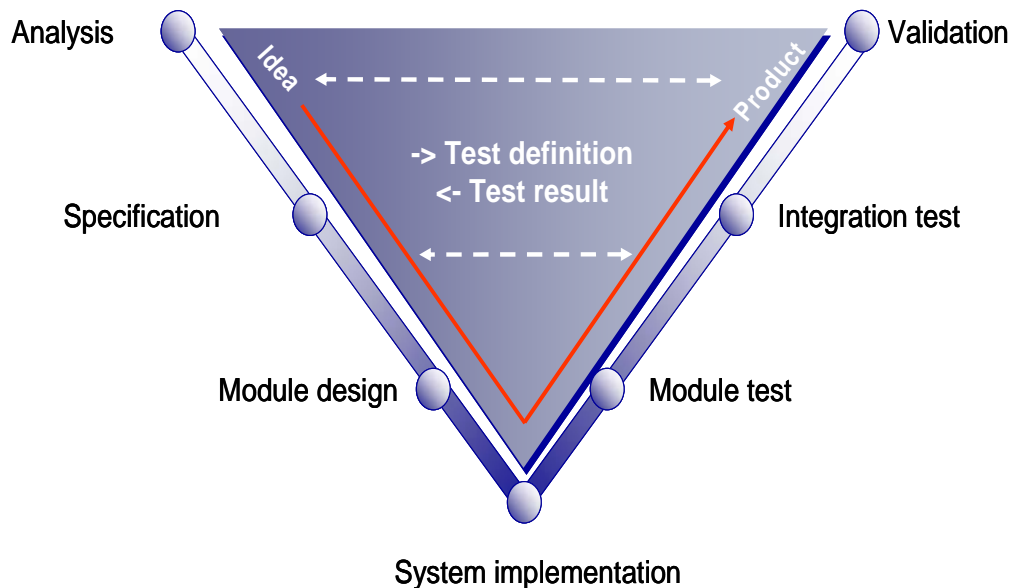 Analysis
Validation
Idea
Product
-> Test definition
<- Test result
Specification
Integration test
Module design
Module test
System implementation